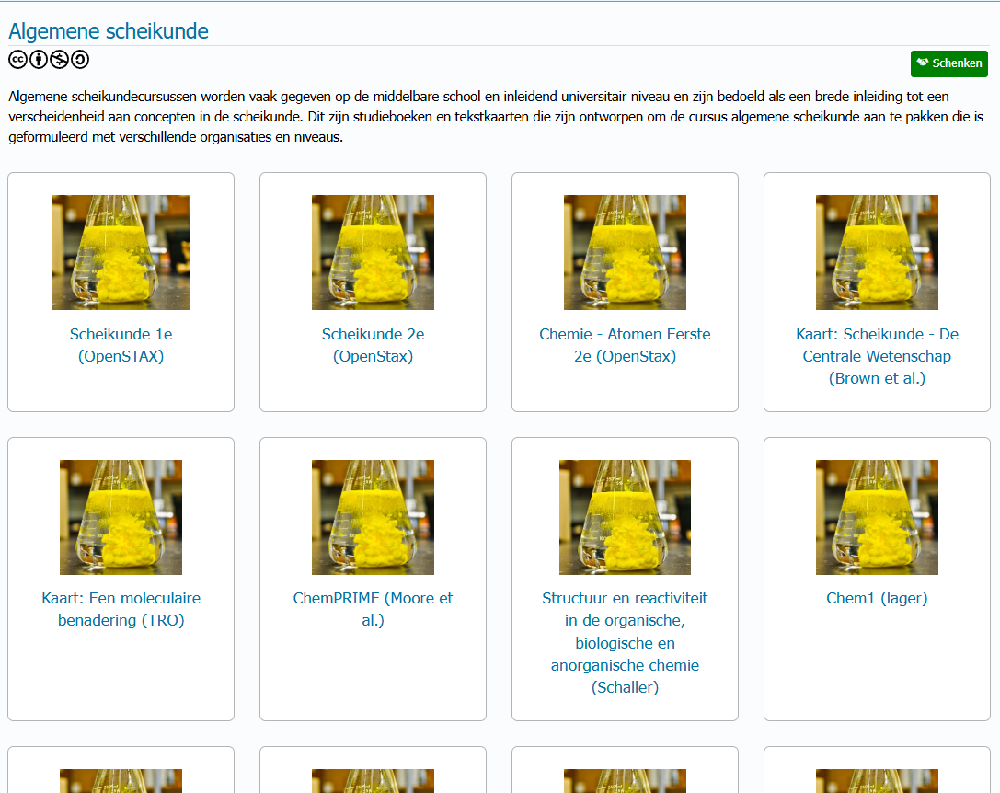 Algemene scheikunde
cc
Schenken
Algemene scheikundecursussen worden vaak gegeven op de middelbare school en inleidend universitair niveau en zijn bedoeld als een brede inleiding tot een
verscheidenheid aan concepten in de scheikunde. Dit zijn studieboeken en tekstkaarten die zijn ontworpen om de cursus algemene scheikunde aan te pakken die is
geformuleerd met verschillende organisaties en niveaus.
Scheikunde 1e
(OpenSTAX)
Scheikunde 2e
(OpenStax)
Chemie - Atomen Eerste
2e (OpenStax)
Kaart: Scheikunde - De
Centrale Wetenschap
(Brown et al.)
Kaart: Een moleculaire
benadering (TRO)
ChemPRIME (Moore et
al.)
Structuur en reactiviteit
in de organische,
biologische en
anorganische chemie
(Schaller)
Chem1 (lager)